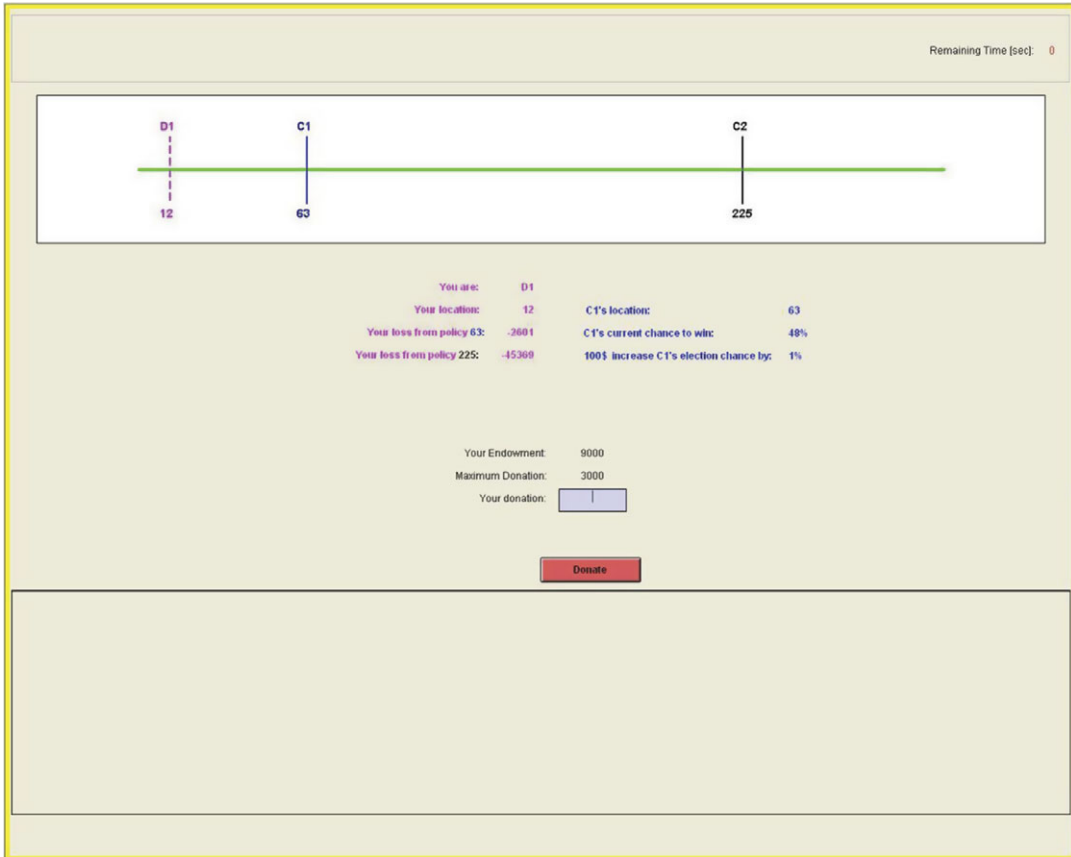 Remaining Time [sec]: 0
D1 C1 C2
12 63 225
You are: D1
Your location: 12 C1's location: 63
Your loss from policy 63: -2601 C1's current chance to win: 48%
Your loss from policy 225: -45369 100$ increase C1's election chance by: 1%
Your Endowment: 9000
Maximum Donation: 3000
Your donation:
Donate